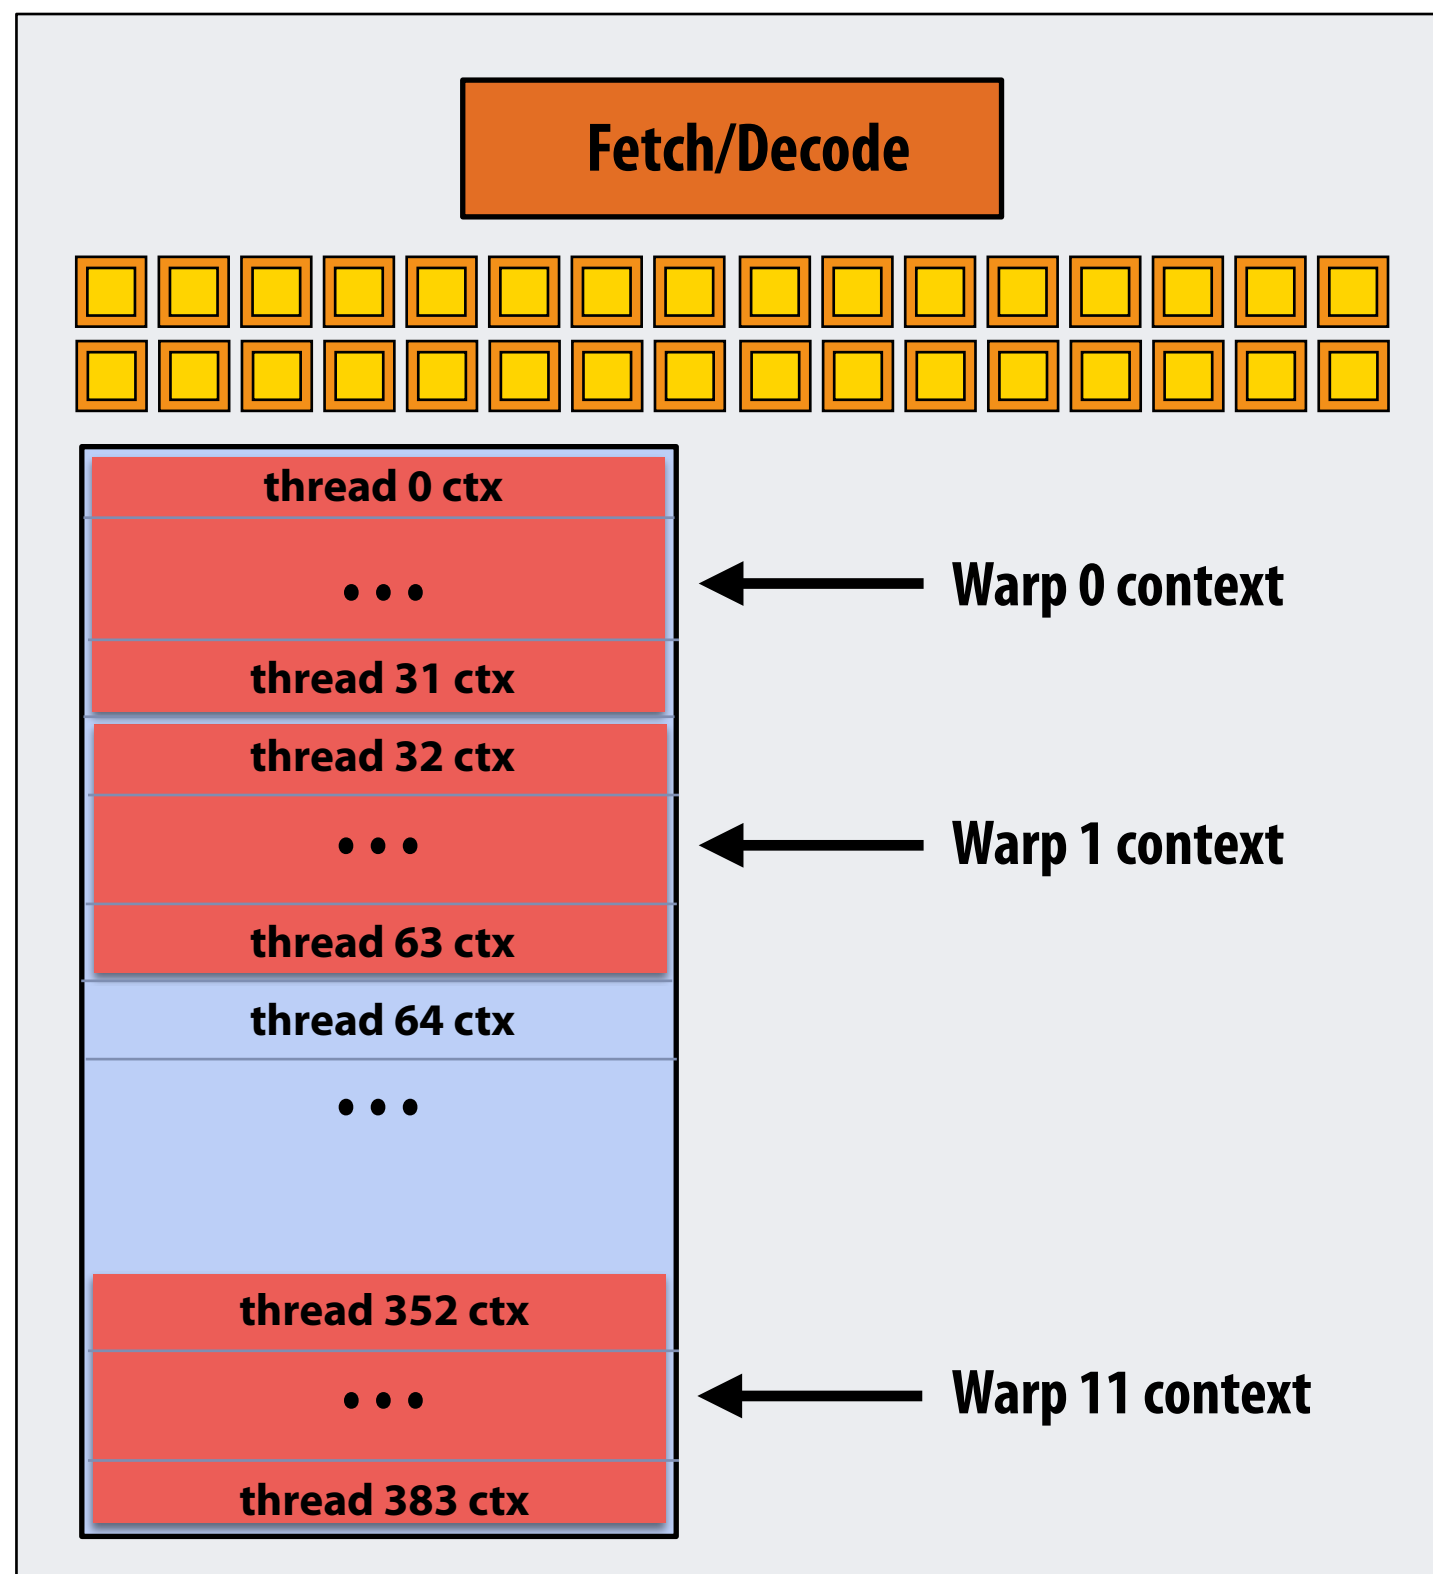 Fetch/Decode
thread 0 ctx
...
Warp 0 context
thread 31 ctx
thread 32 ctx
...
Warp 1 context
thread 63 ctx
thread 64 ctx
...
thread 352 ctx
...
Warp 11 context
thread 383 ctx